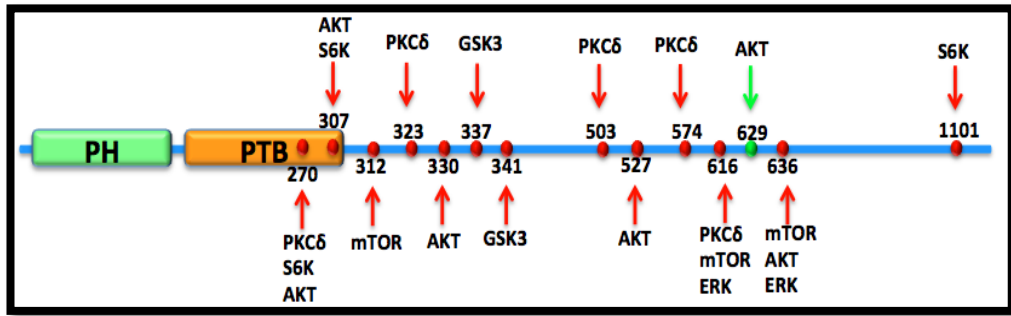 AKT
S6K
PKCδ
GSK3
PKCδ
PKCδ
AKT
S6K
307
323
337
503
574
629
1101
PH
PTB
270
312
330
341
527
616
636
PKCδ
S6K
AKT
mTOR
AKT
GSK3
AKT
PKCδ
mTOR
ERK
mTOR
AKT
ERK